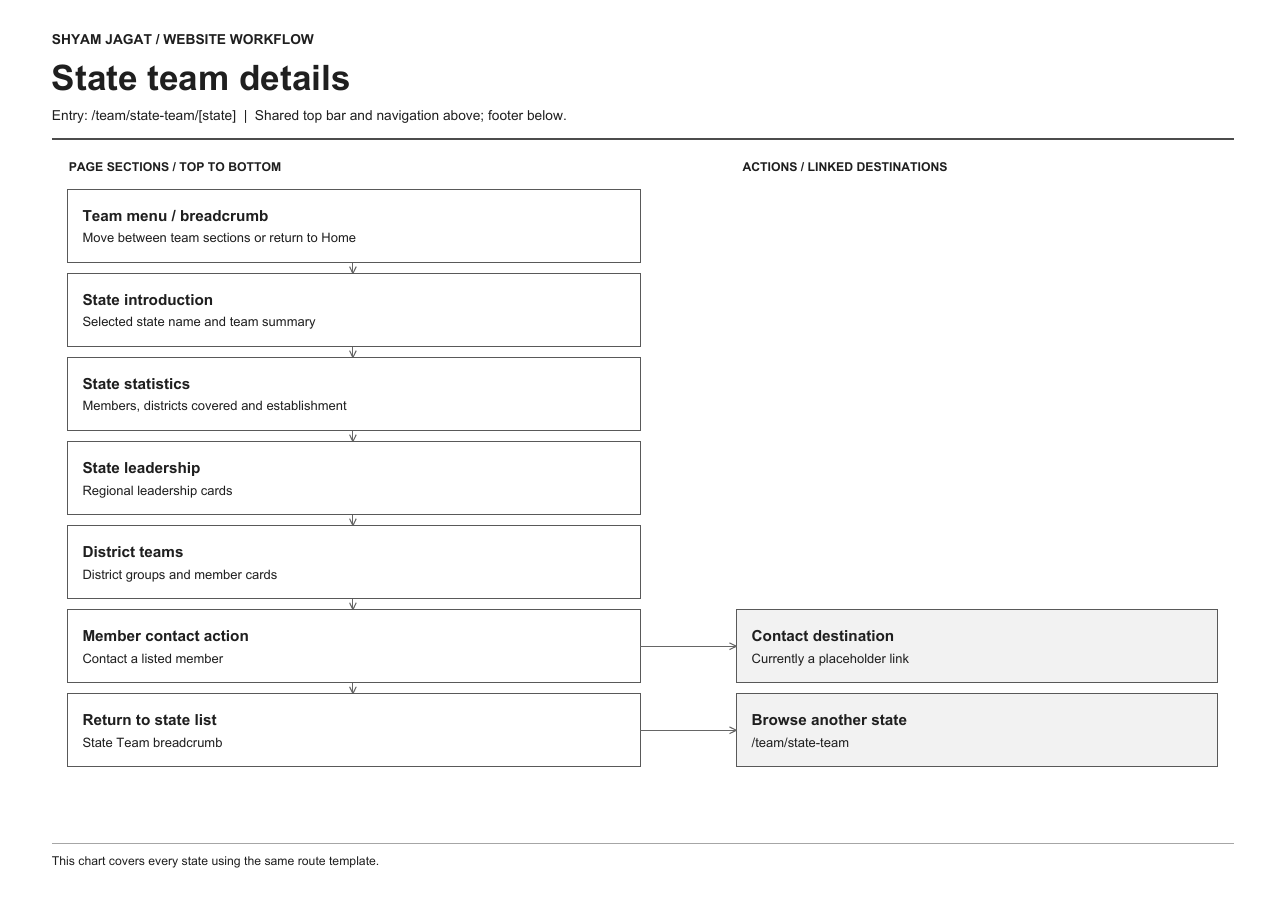 SHYAM JAGAT / WEBSITE WORKFLOW
State team details
Entry: /team/state-team/[state] | Shared top bar and navigation above; footer below.
PAGE SECTIONS / TOP TO BOTTOM
ACTIONS / LINKED DESTINATIONS
Team menu / breadcrumb
Move between team sections or return to Home
State introduction
Selected state name and team summary
State statistics
Members, districts covered and establishment
State leadership
Regional leadership cards
District teams
District groups and member cards
Member contact action
Contact a listed member
Contact destination
Currently a placeholder link
Return to state list
State Team breadcrumb
Browse another state
/team/state-team
This chart covers every state using the same route template.